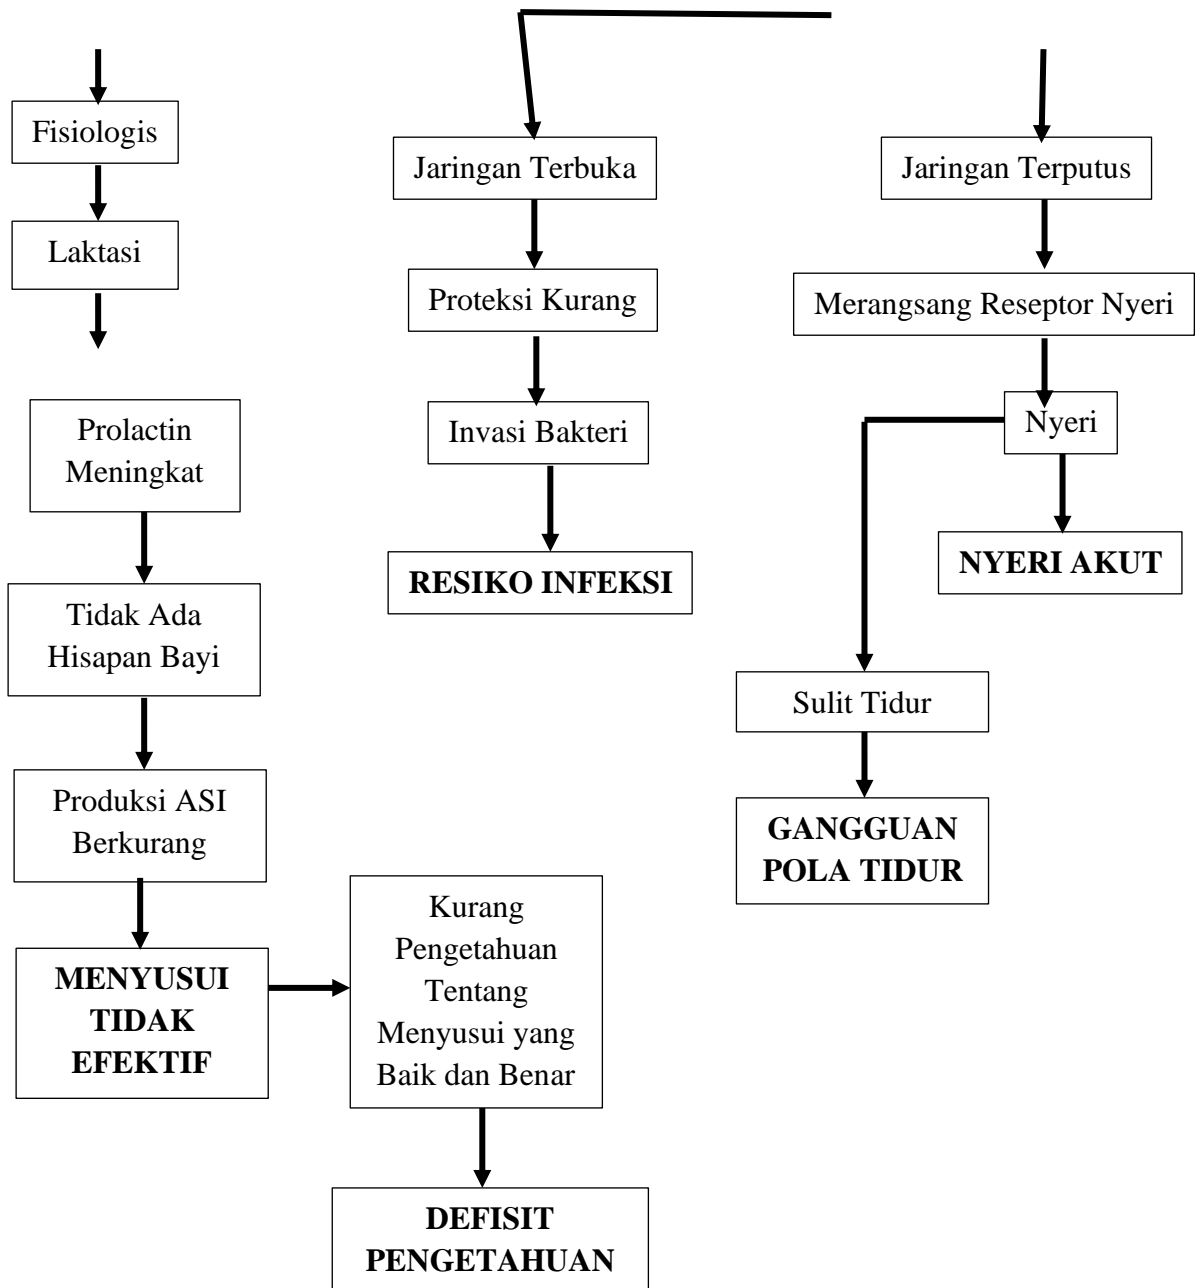 Fisiologis
Laktasi
Prolactin
Meningkat
Tidak Ada
Hisapan Bayi
Produksi ASI
Berkurang
MENYUSUI
TIDAK
EFEKTIF
Kurang
Pengetahuan
Tentang
Menyusui yang
Baik dan Benar
DEFISIT
PENGETAHUAN
Jaringan Terbuka
Proteksi Kurang
Invasi Bakteri
RESIKO INFEKSI
Jaringan Terputus
Merangsang Reseptor Nyeri
Nyeri
NYERI AKUT
Sulit Tidur
GANGGUAN
POLA TIDUR